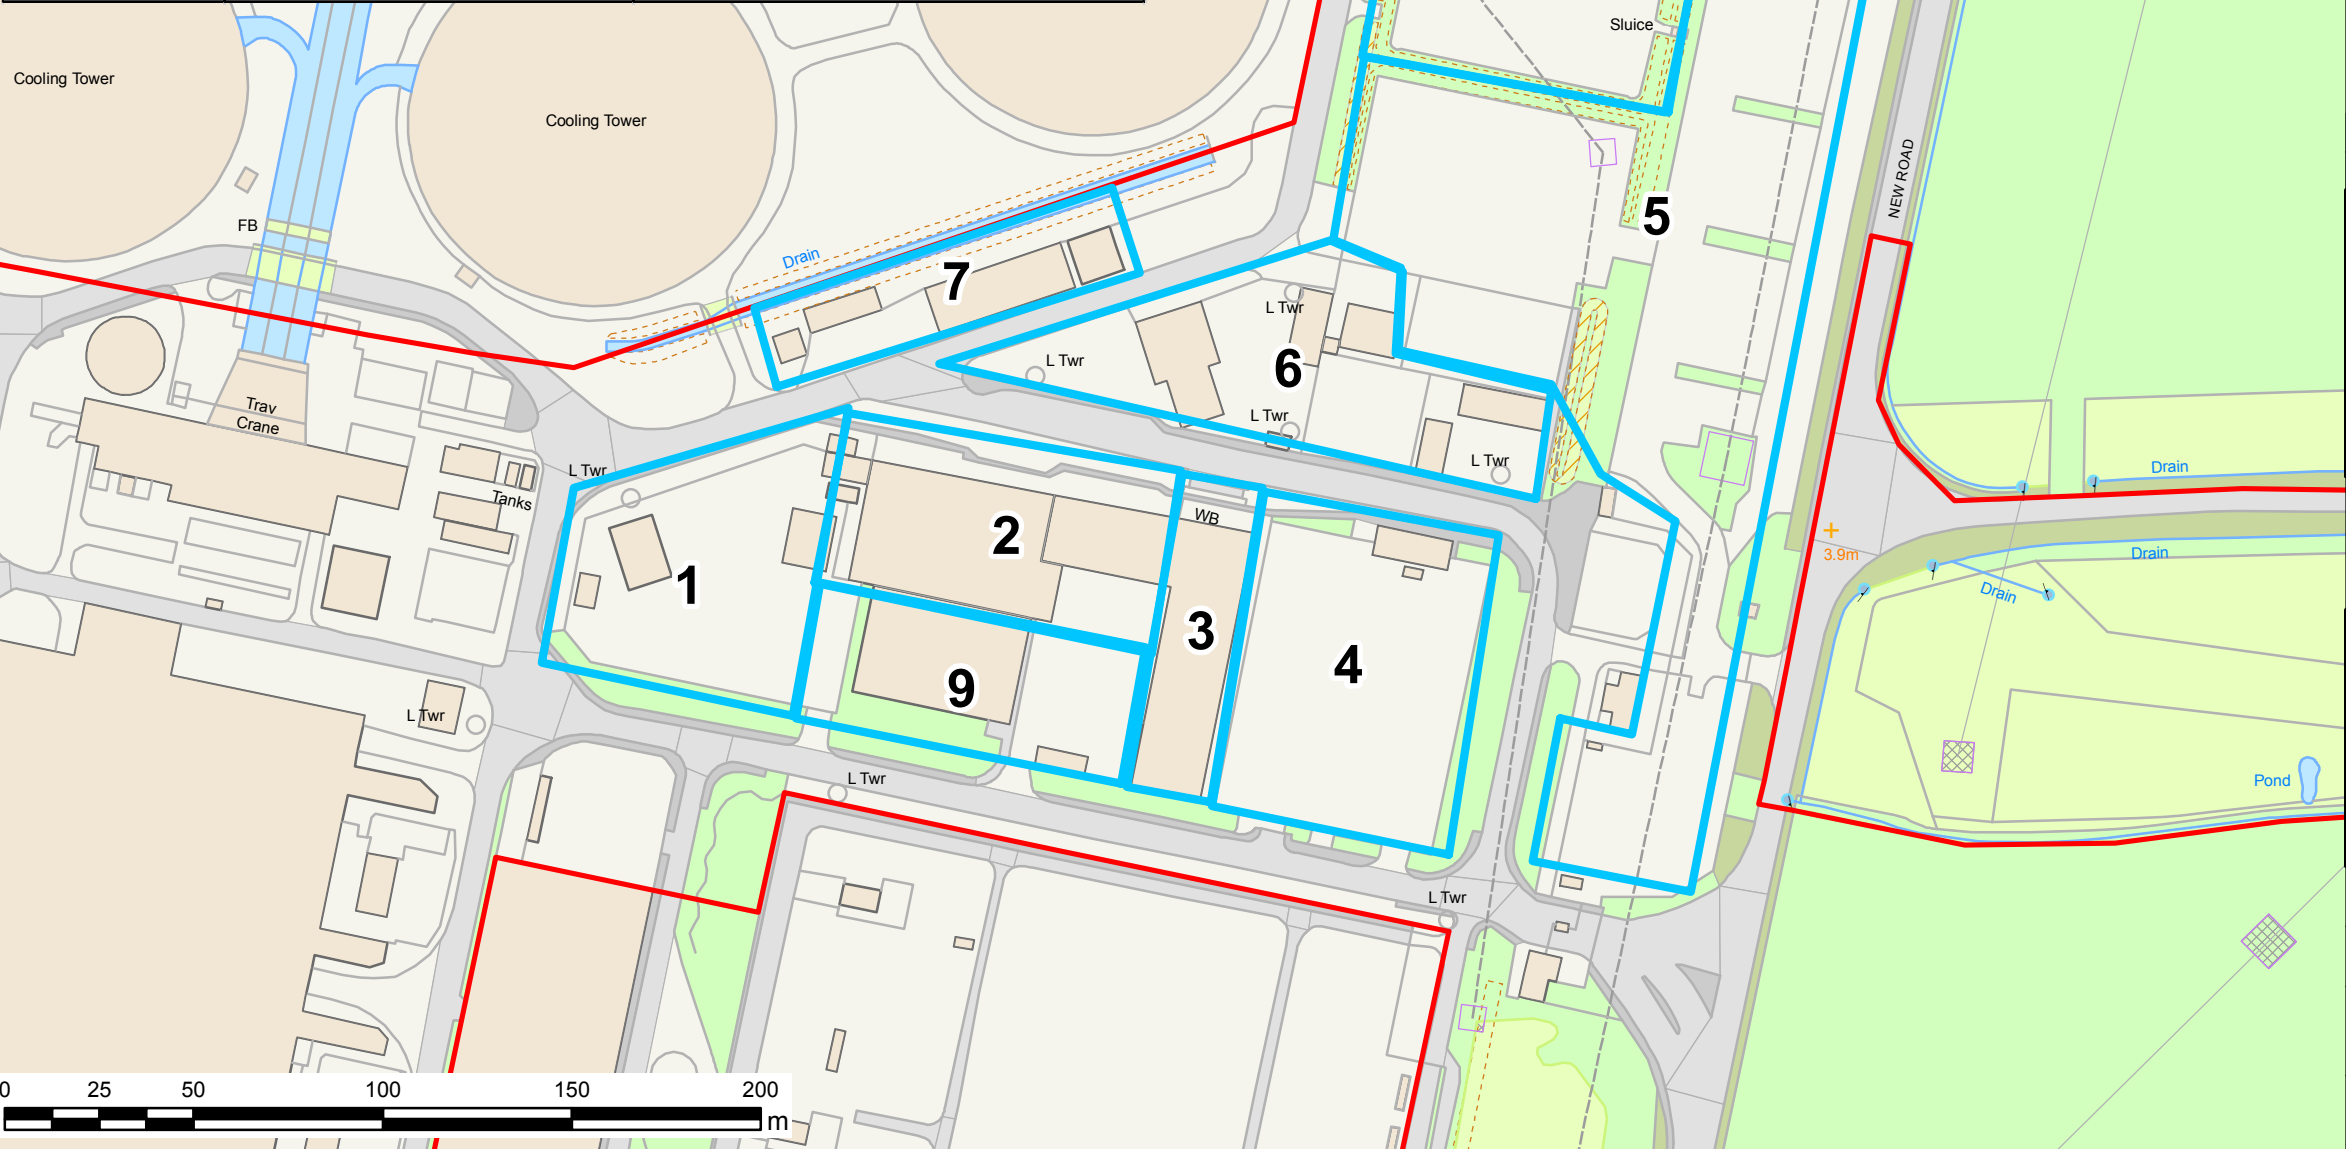 Sluice
Cooling Tower
Cooling Tower
NEW ROAD
5
FB
Drain
7
L Twr
6
L Twr
Trav
Crane
L Twr
L Twr
L Twr
Tanks
Drain
WB
2
3.9m
Drain
1
Drain
3
4
9
L Twr
L Twr
Pond
L Twr
0 25 50 100 150 200
m